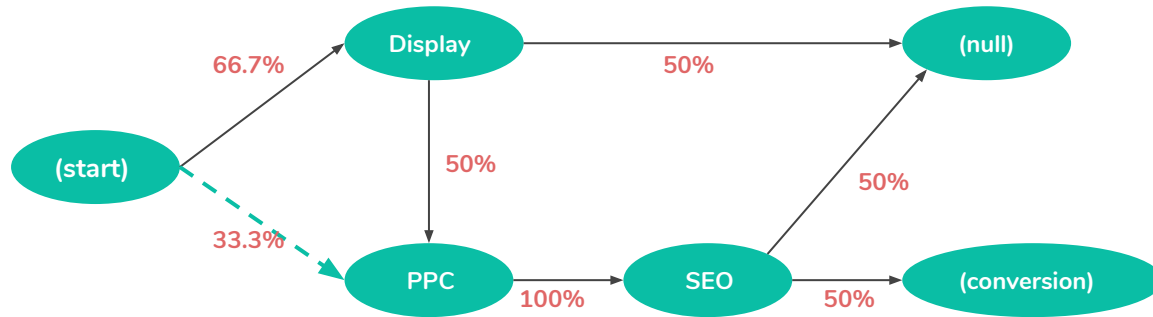 Display
(null)
66.7%
50%
(start)
50%
50%
33.3%
PPC
SEO
(conversion)
100%
50%